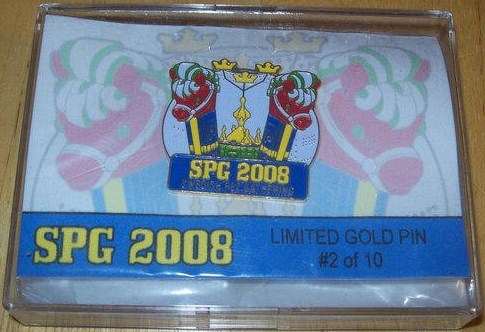 SPG 2008
SPG 2008
LIMITED GOLD PIN
#2 of 10